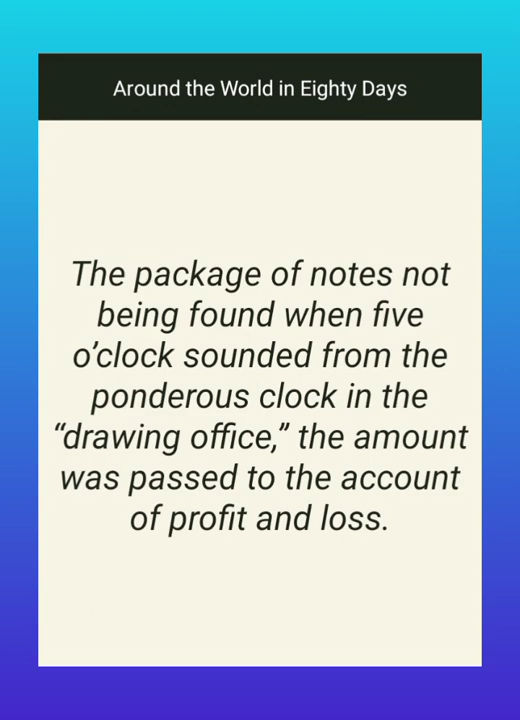 Around the World in Eighty Days
The package of notes not
being found when five
o’clock sounded from the
ponderous clock in the
“drawing office,” the amount
was passed to the account
of profit and loss.